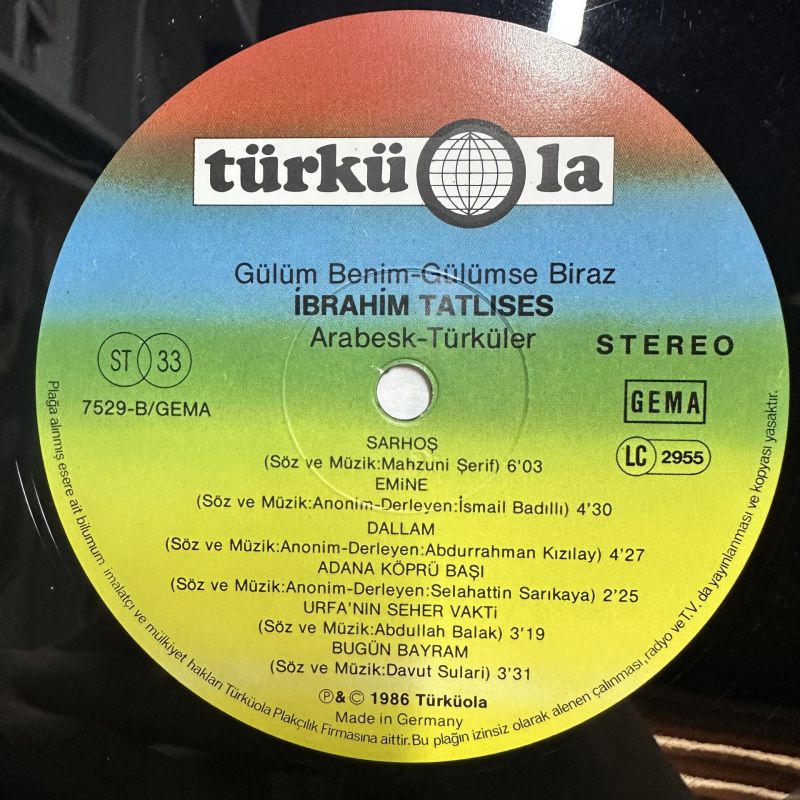 türküola
Gülüm Benim-Gülümse Biraz
İBRAHİM TATLISES
Arabesk-Türküler
STEREO
ST 33
7529-B/GEMA
GEMA
LC 2955
SARHOŞ
(Söz ve Müzik:Mahzuni Şerif) 6'03
EMİNE
(Söz ve Müzik:Anonim-Derleyen:İsmail Badıllı) 4'30
DALLAM
(Söz ve Müzik:Anonim-Derleyen:Abdurrahman Kızılay) 4'27
ADANA KÖPRÜ BAŞI
(Söz ve Müzik:Anonim-Derleyen:Selahattin Sarıkaya) 2'25
URFA'NIN SEHER VAKTİ
(Söz ve Müzik:Abdullah Balak) 3'19
BUGÜN BAYRAM
(Söz ve Müzik:Davut Sulari) 3'31
℗&© 1986 Türküola
Made in Germany
Plağa alınmış esere ait bilumum imalatçı ve mülkiyet hakları Türküola Plakçılık Firmasına aittir. Bu plağın izinsiz olarak alenen çalınması, radyo ve T.V. da yayınlanması ve kopyası yasaktır.